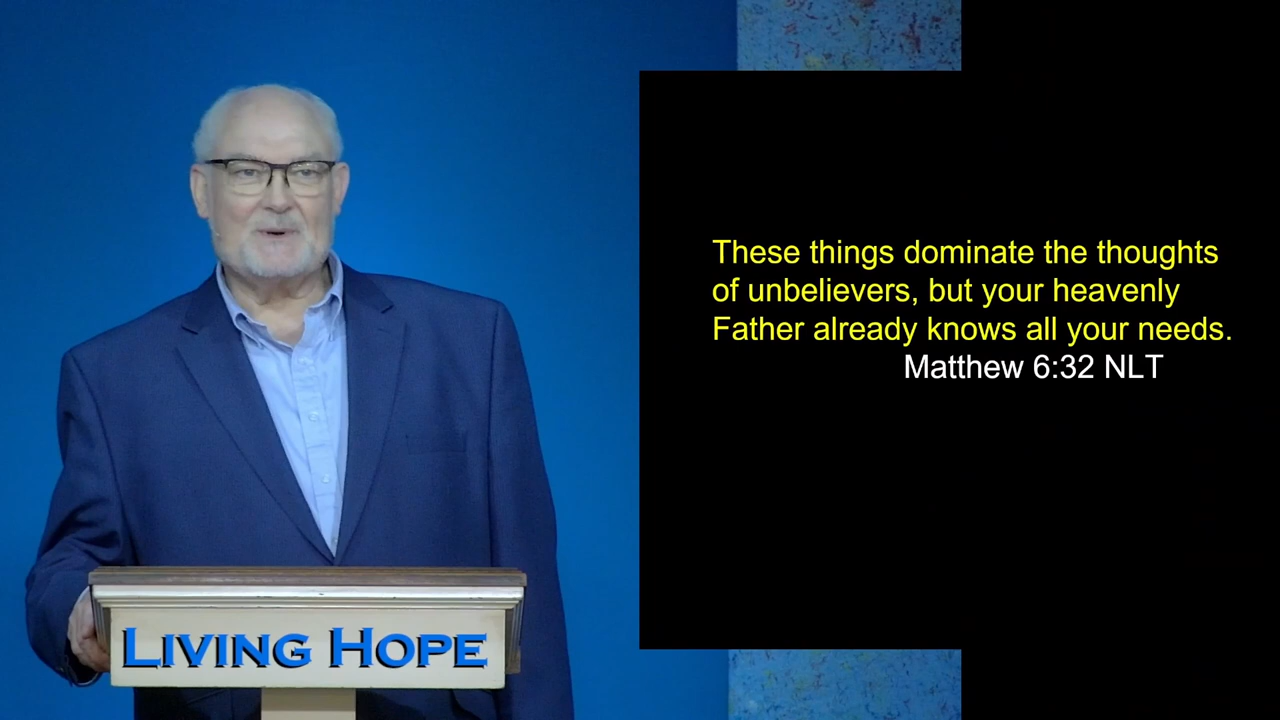 These things dominate the thoughts
of unbelievers, but your heavenly
Father already knows all your needs.
Matthew 6:32 NLT
LIVING HOPE